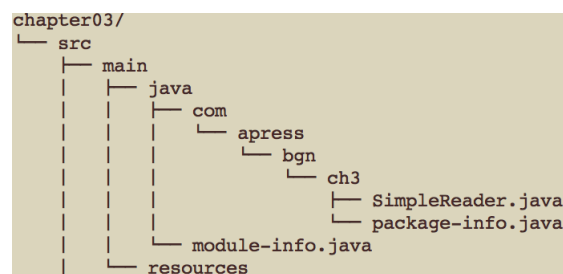 chapter03/
└── src
    ├── main
    │   ├── java
    │   │   ├── com
    │   │   │   └── apress
    │   │   │       └── bgn
    │   │   │           └── ch3
    │   │   │               ├── SimpleReader.java
    │   │   │               └── package-info.java
    │   │   └── module-info.java
    │   └── resources